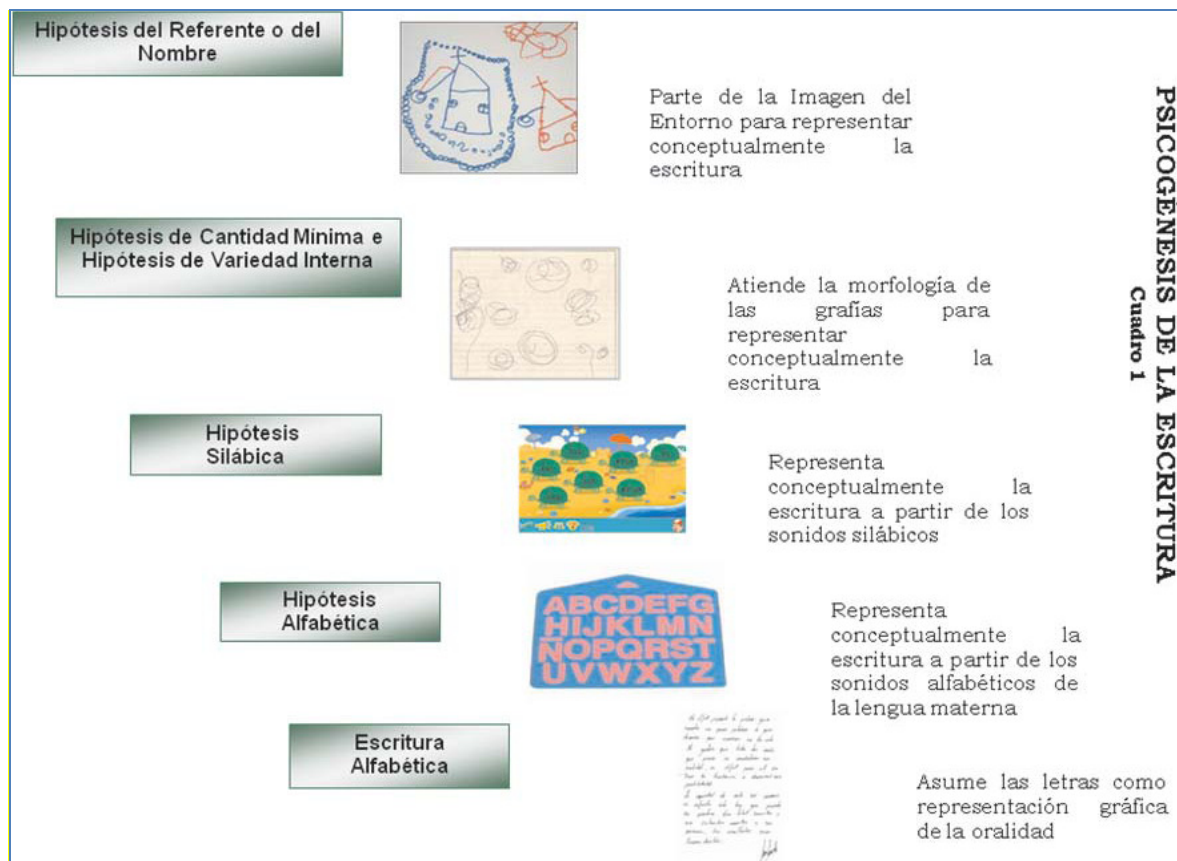 Hipótesis del Referente o del
Nombre
Parte de la Imagen del
Entorno para representar
conceptualmente la
escritura
Hipótesis de Cantidad Mínima e
Hipótesis de Variedad Interna
Atiende la morfología de
las grafías para
representar
conceptualmente la
escritura
Hipótesis
Silábica
Representa
conceptualmente la
escritura a partir de los
sonidos silábicos
Hipótesis
Alfabética
ABCDEFG
HIJKLMN
ÑOPQRST
UVWXYZ
Representa
conceptualmente la
escritura a partir de los
sonidos alfabéticos de
la lengua materna
Escritura
Alfabética
Asume las letras como
representación gráfica
de la oralidad
PSICOGÉNESIS DE LA ESCRITURA
Cuadro 1